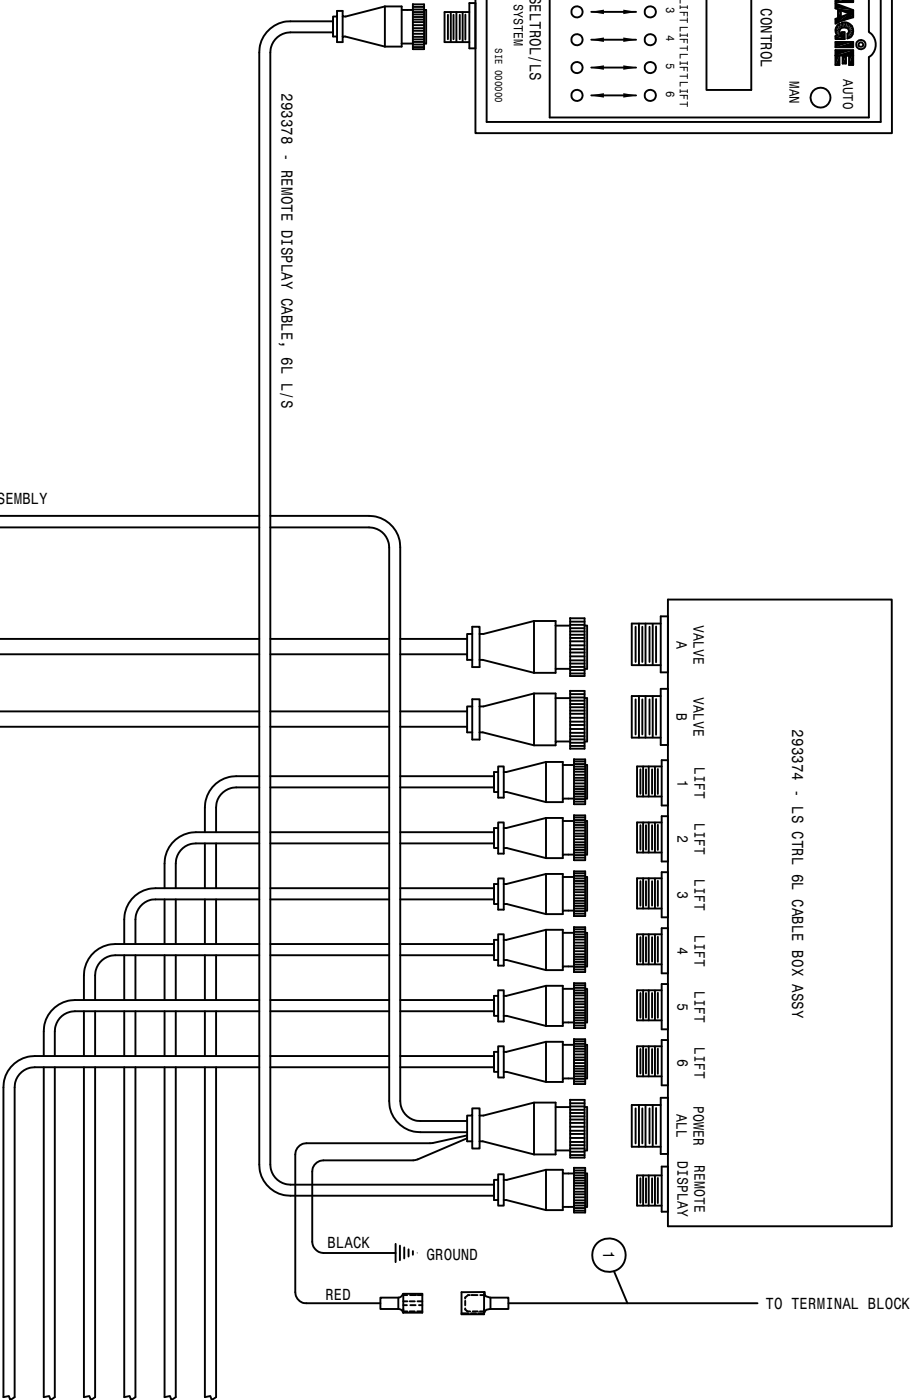 HAGIE
AUTO
MAN
CONTROL
LIFT LIFT LIFT LIFT
3 4 5 6
SELTROL/LS
SYSTEM
SIE 000000
293378 - REMOTE DISPLAY CABLE, 6L L/S
SEMBLY
293374 - LS CTRL 6L CABLE BOX ASSY
VALVE
A
VALVE
B
LIFT
1
LIFT
2
LIFT
3
LIFT
4
LIFT
5
LIFT
6
POWER
ALL
REMOTE
DISPLAY
BLACK
GROUND
1
RED
TO TERMINAL BLOCK